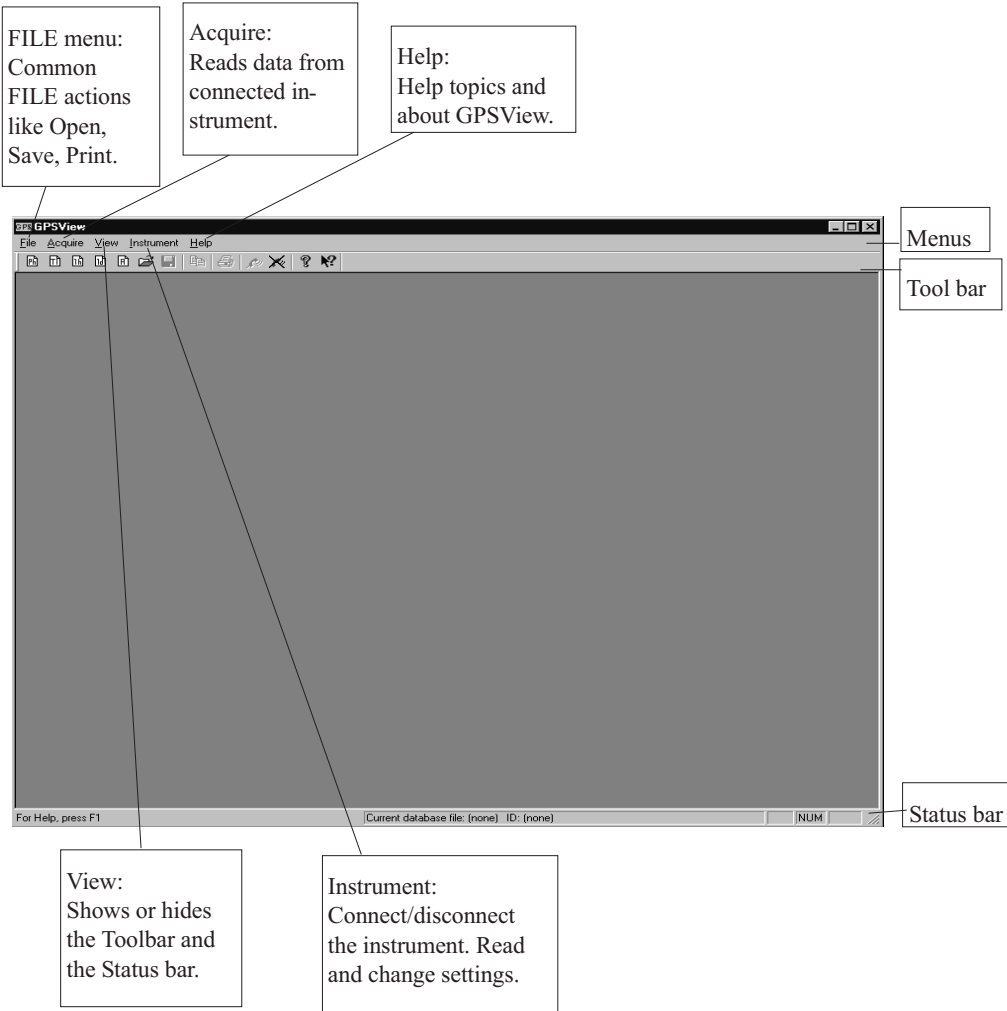 FILE menu:
Common
FILE actions
like Open,
Save, Print.
Acquire:
Reads data from
connected in-
strument.
Help:
Help topics and
about GPSView.
GPS GPSView
File Acquire View Instrument Help
Menus
Tool bar
For Help, press F1
Current database file: (none) ID: (none)
NUM
Status bar
View:
Shows or hides
the Toolbar and
the Status bar.
Instrument:
Connect/disconnect
the instrument. Read
and change settings.